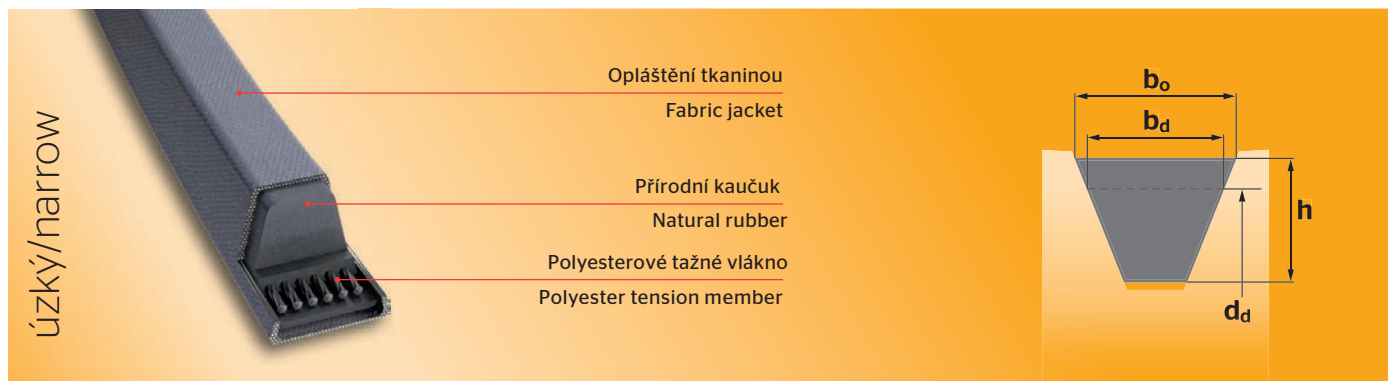 úzký/narrow
Opláštění tkaninou
Fabric jacket
Přírodní kaučuk
Natural rubber
Polyesterové tažné vlákno
Polyester tension member
bo
bd
h
dd